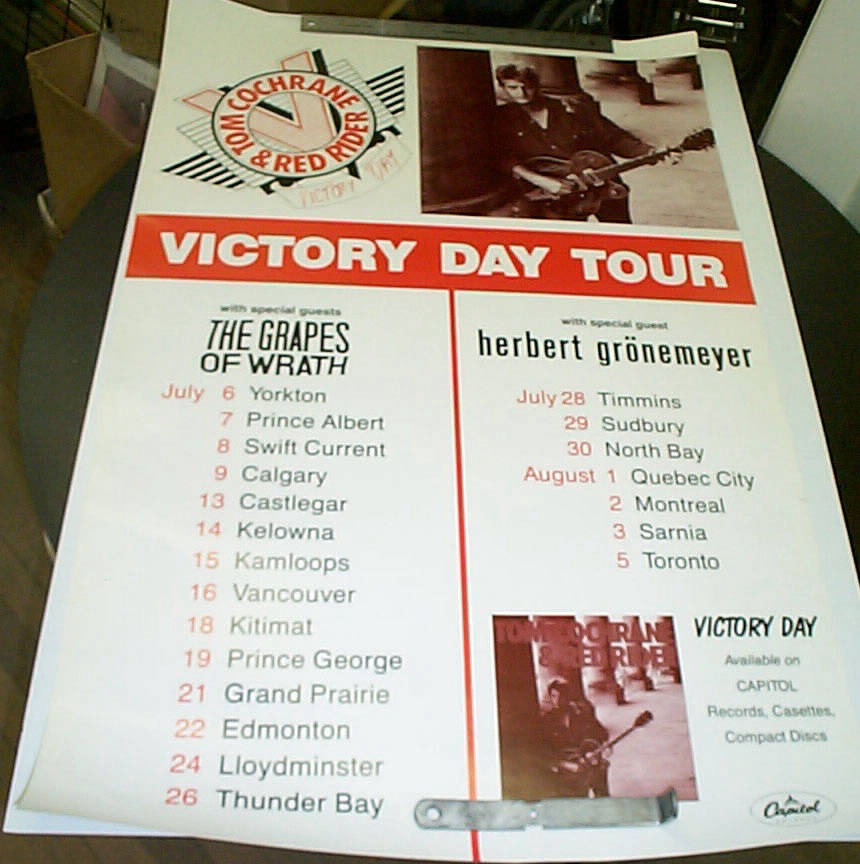 TOM COCHRANE
& RED RIDER
VICTORY DAY
VICTORY DAY TOUR
with special guests
THE GRAPES
OF WRATH
July 6 Yorkton
7 Prince Albert
8 Swift Current
9 Calgary
13 Castlegar
14 Kelowna
15 Kamloops
16 Vancouver
18 Kitimat
19 Prince George
21 Grand Prairie
22 Edmonton
24 Lloydminster
26 Thunder Bay
with special guest
herbert grönemeyer
July 28 Timmins
29 Sudbury
30 North Bay
August 1 Quebec City
2 Montreal
3 Sarnia
5 Toronto
TOM COCHRANE
& RED RIDER
VICTORY DAY
Available on
CAPITOL
Records, Casettes,
Compact Discs
Capitol